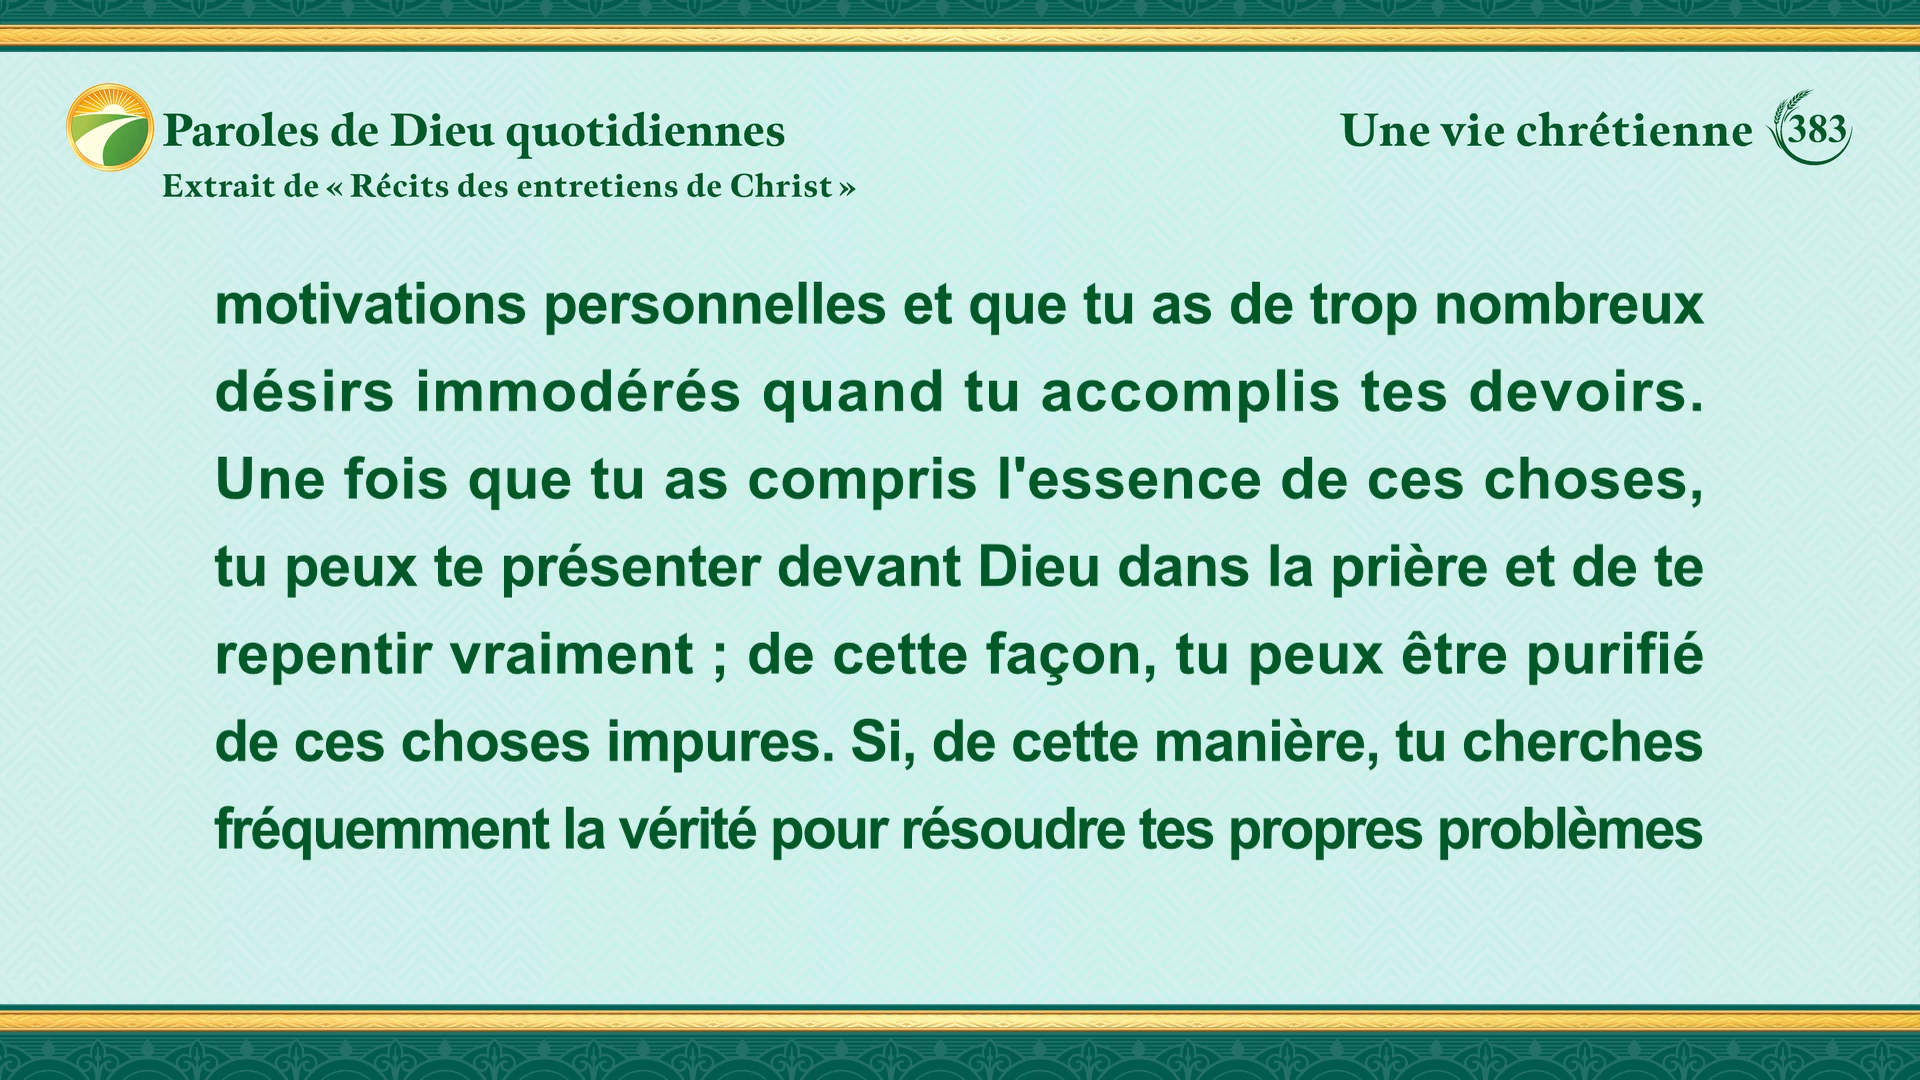 Paroles de Dieu quotidiennes
Extrait de « Récits des entretiens de Christ »
Une vie chrétienne 383
motivations personnelles et que tu as de trop nombreux
désirs immodérés quand tu accomplis tes devoirs.
Une fois que tu as compris l'essence de ces choses,
tu peux te présenter devant Dieu dans la prière et de te
repentir vraiment ; de cette façon, tu peux être purifié
de ces choses impures. Si, de cette manière, tu cherches
fréquemment la vérité pour résoudre tes propres problèmes